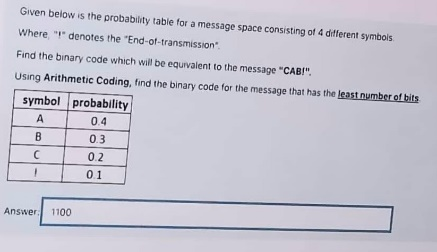 Given below is the probability table for a message space consisting of 4 different symbols.
Where, "!" denotes the "End-of-transmission".
Find the binary code which will be equivalent to the message "CAB!".
Using Arithmetic Coding, find the binary code for the message that has the least number of bits.
symbol probability
A 0.4
B 0.3
C 0.2
! 0.1
Answer: 1100